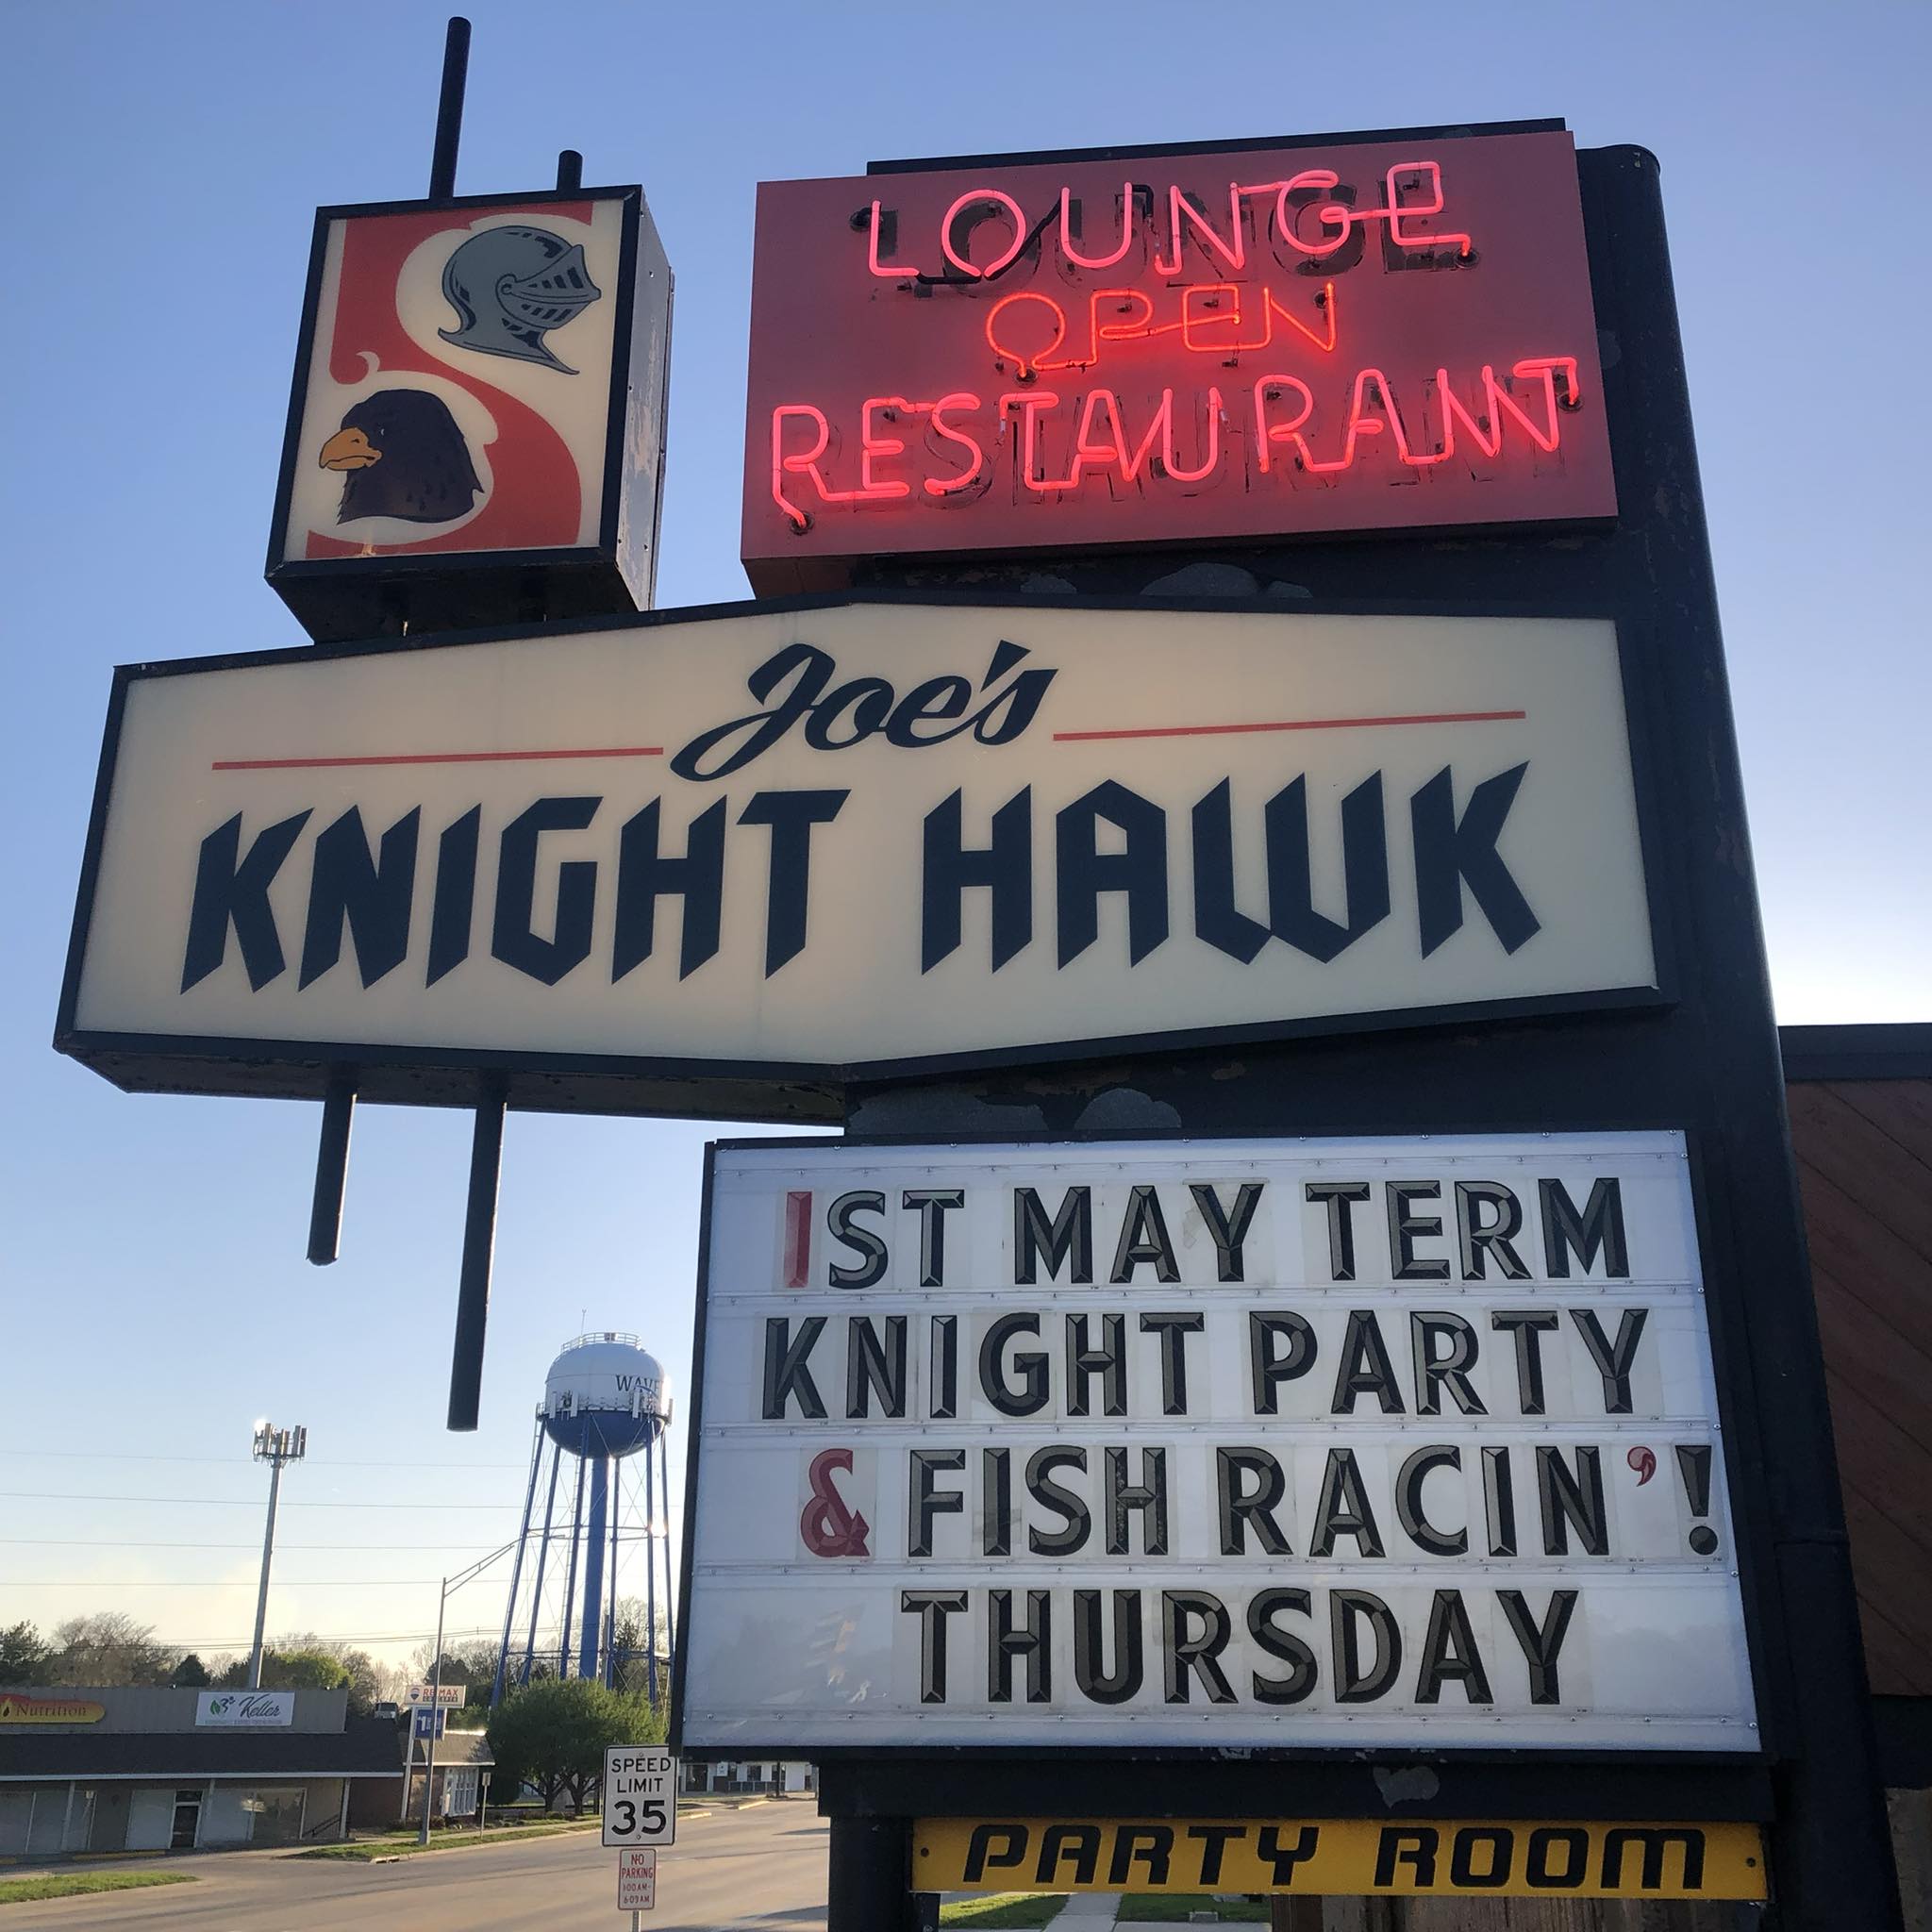 LOUNGE
OPEN
RESTAURANT
Joe's
KNIGHT HAWK
1ST MAY TERM
KNIGHT PARTY
& FISH RACIN'!
THURSDAY
PARTY ROOM
Nutrition
Keller
RE/MAX
SPEED
LIMIT
35
NO
PARKING